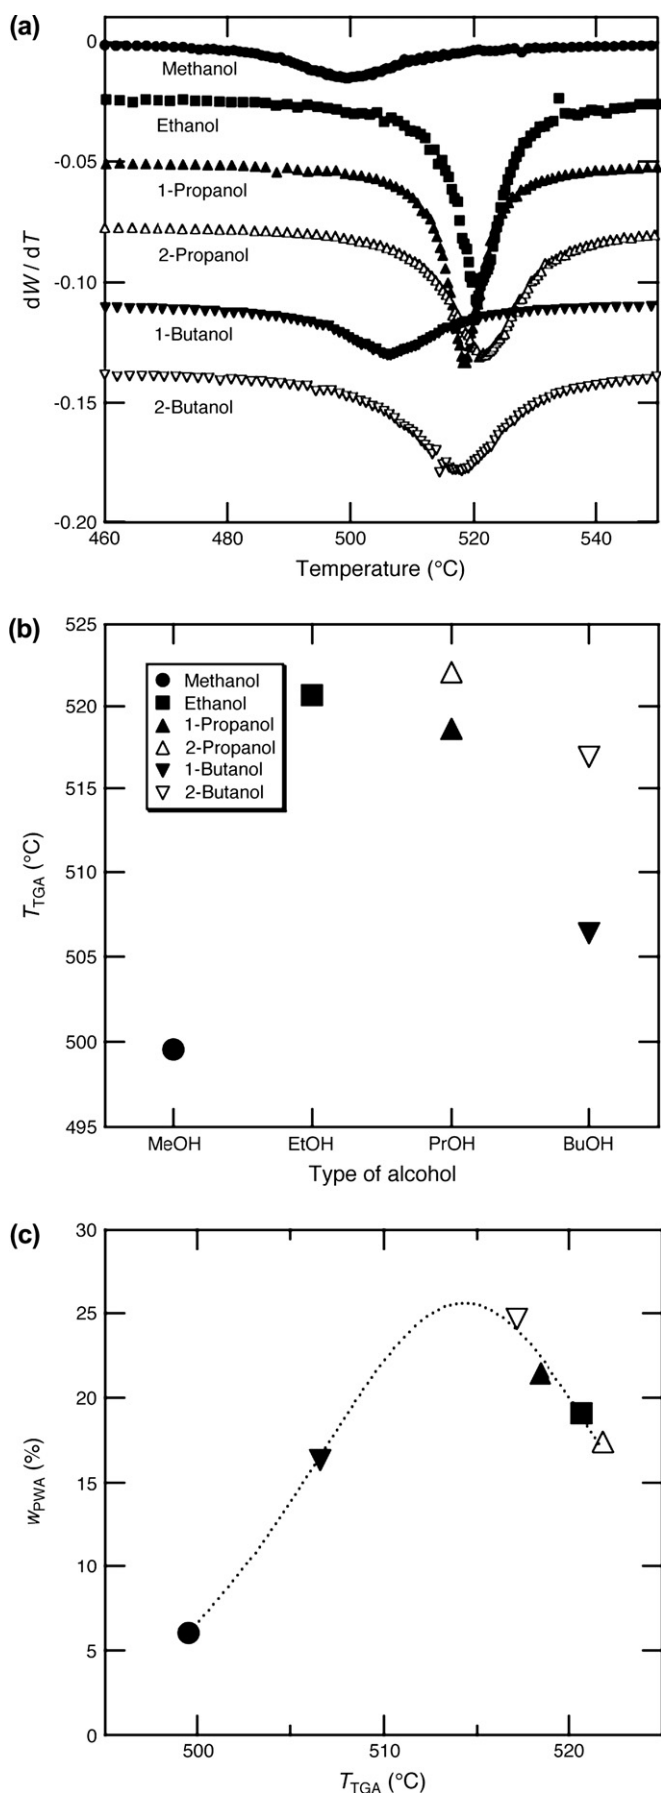 (a)
0
-0.05
-0.10
-0.15
-0.20
dW / dT
Methanol
Ethanol
1-Propanol
2-Propanol
1-Butanol
2-Butanol
460 480 500 520 540
Temperature (°C)
(b)
525
520
515
510
505
500
495
T_TGA (°C)
Methanol
Ethanol
1-Propanol
2-Propanol
1-Butanol
2-Butanol
MeOH EtOH PrOH BuOH
Type of alcohol
(c)
30
25
20
15
10
5
0
w_PWA (%)
500 510 520
T_TGA (°C)